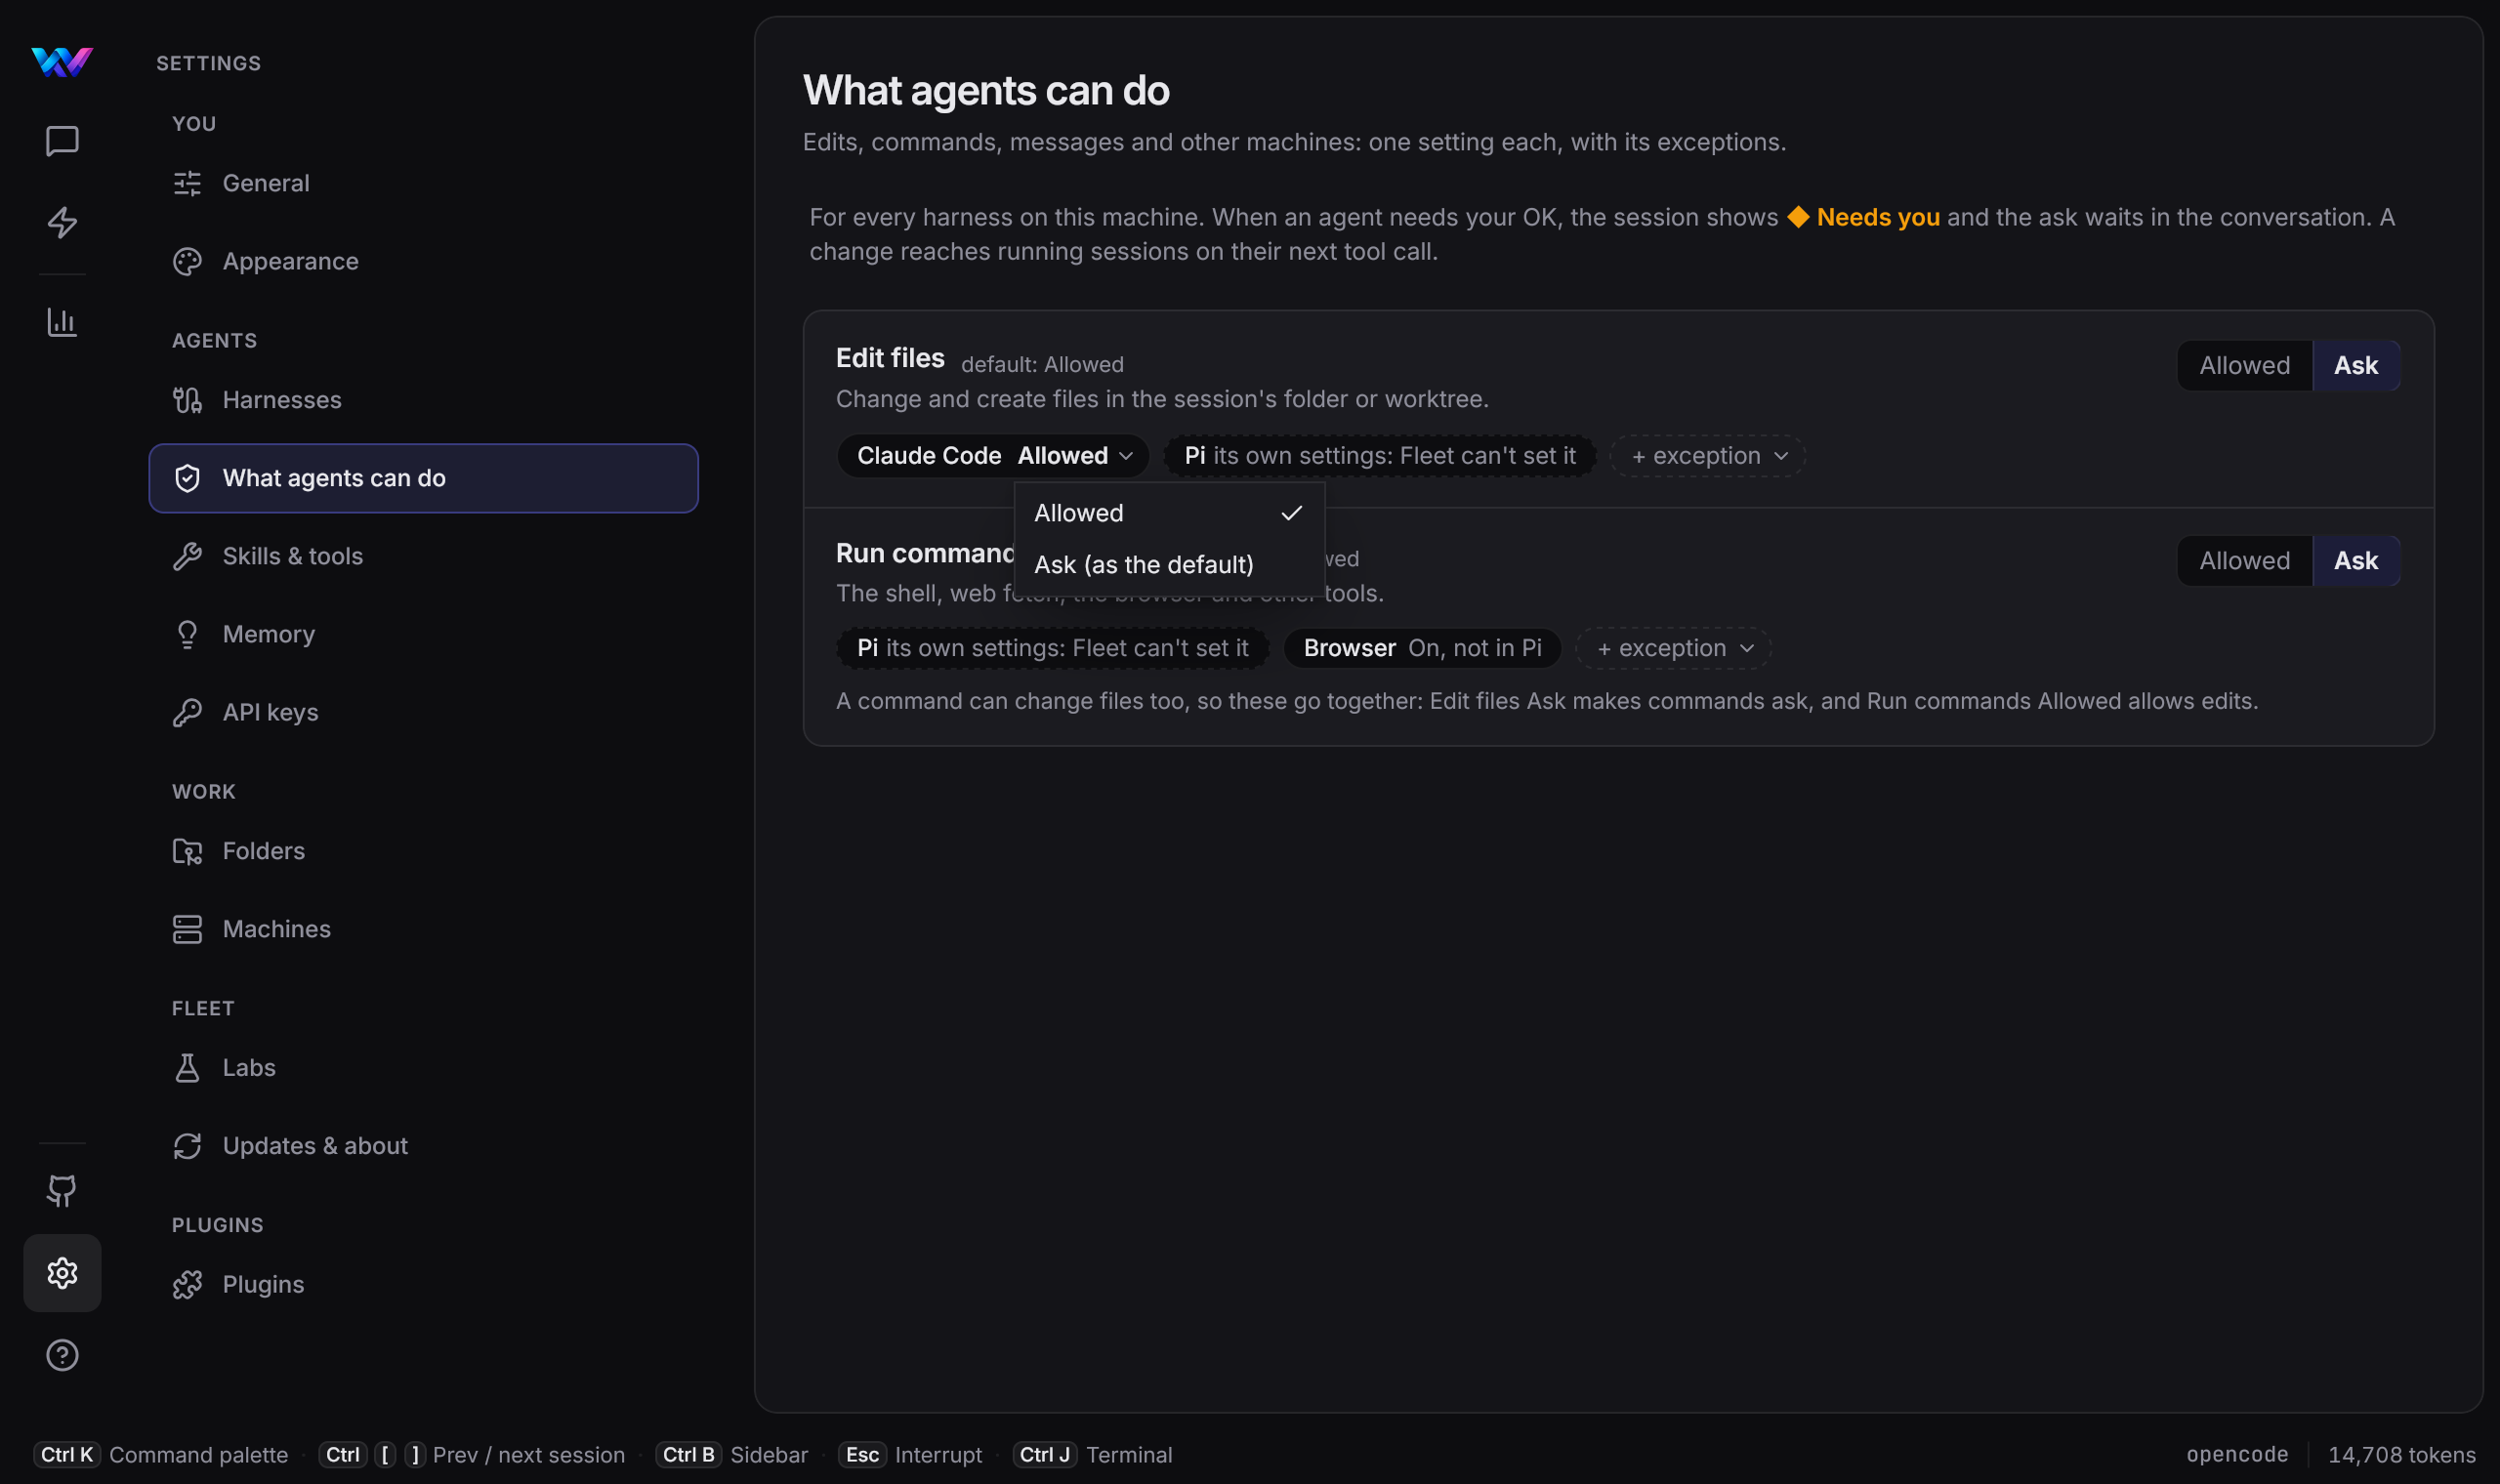 SETTINGS
YOU
General
Appearance
AGENTS
Harnesses
What agents can do
Skills & tools
Memory
API keys
WORK
Folders
Machines
FLEET
Labs
Updates & about
PLUGINS
Plugins
What agents can do
Edits, commands, messages and other machines: one setting each, with its exceptions.
For every harness on this machine. When an agent needs your OK, the session shows ◆ Needs you and the ask waits in the conversation. A
change reaches running sessions on their next tool call.
Edit files default: Allowed
Allowed Ask
Change and create files in the session's folder or worktree.
Claude Code Allowed
Pi its own settings: Fleet can't set it
+ exception
Allowed
Ask (as the default)
Run command
Allowed Ask
The shell, web tools.
Pi its own settings: Fleet can't set it
Browser On, not in Pi
+ exception
A command can change files too, so these go together: Edit files Ask makes commands ask, and Run commands Allowed allows edits.
Ctrl K Command palette · Ctrl [ ] Prev / next session · Ctrl B Sidebar · Esc Interrupt · Ctrl J Terminal
opencode 14,708 tokens